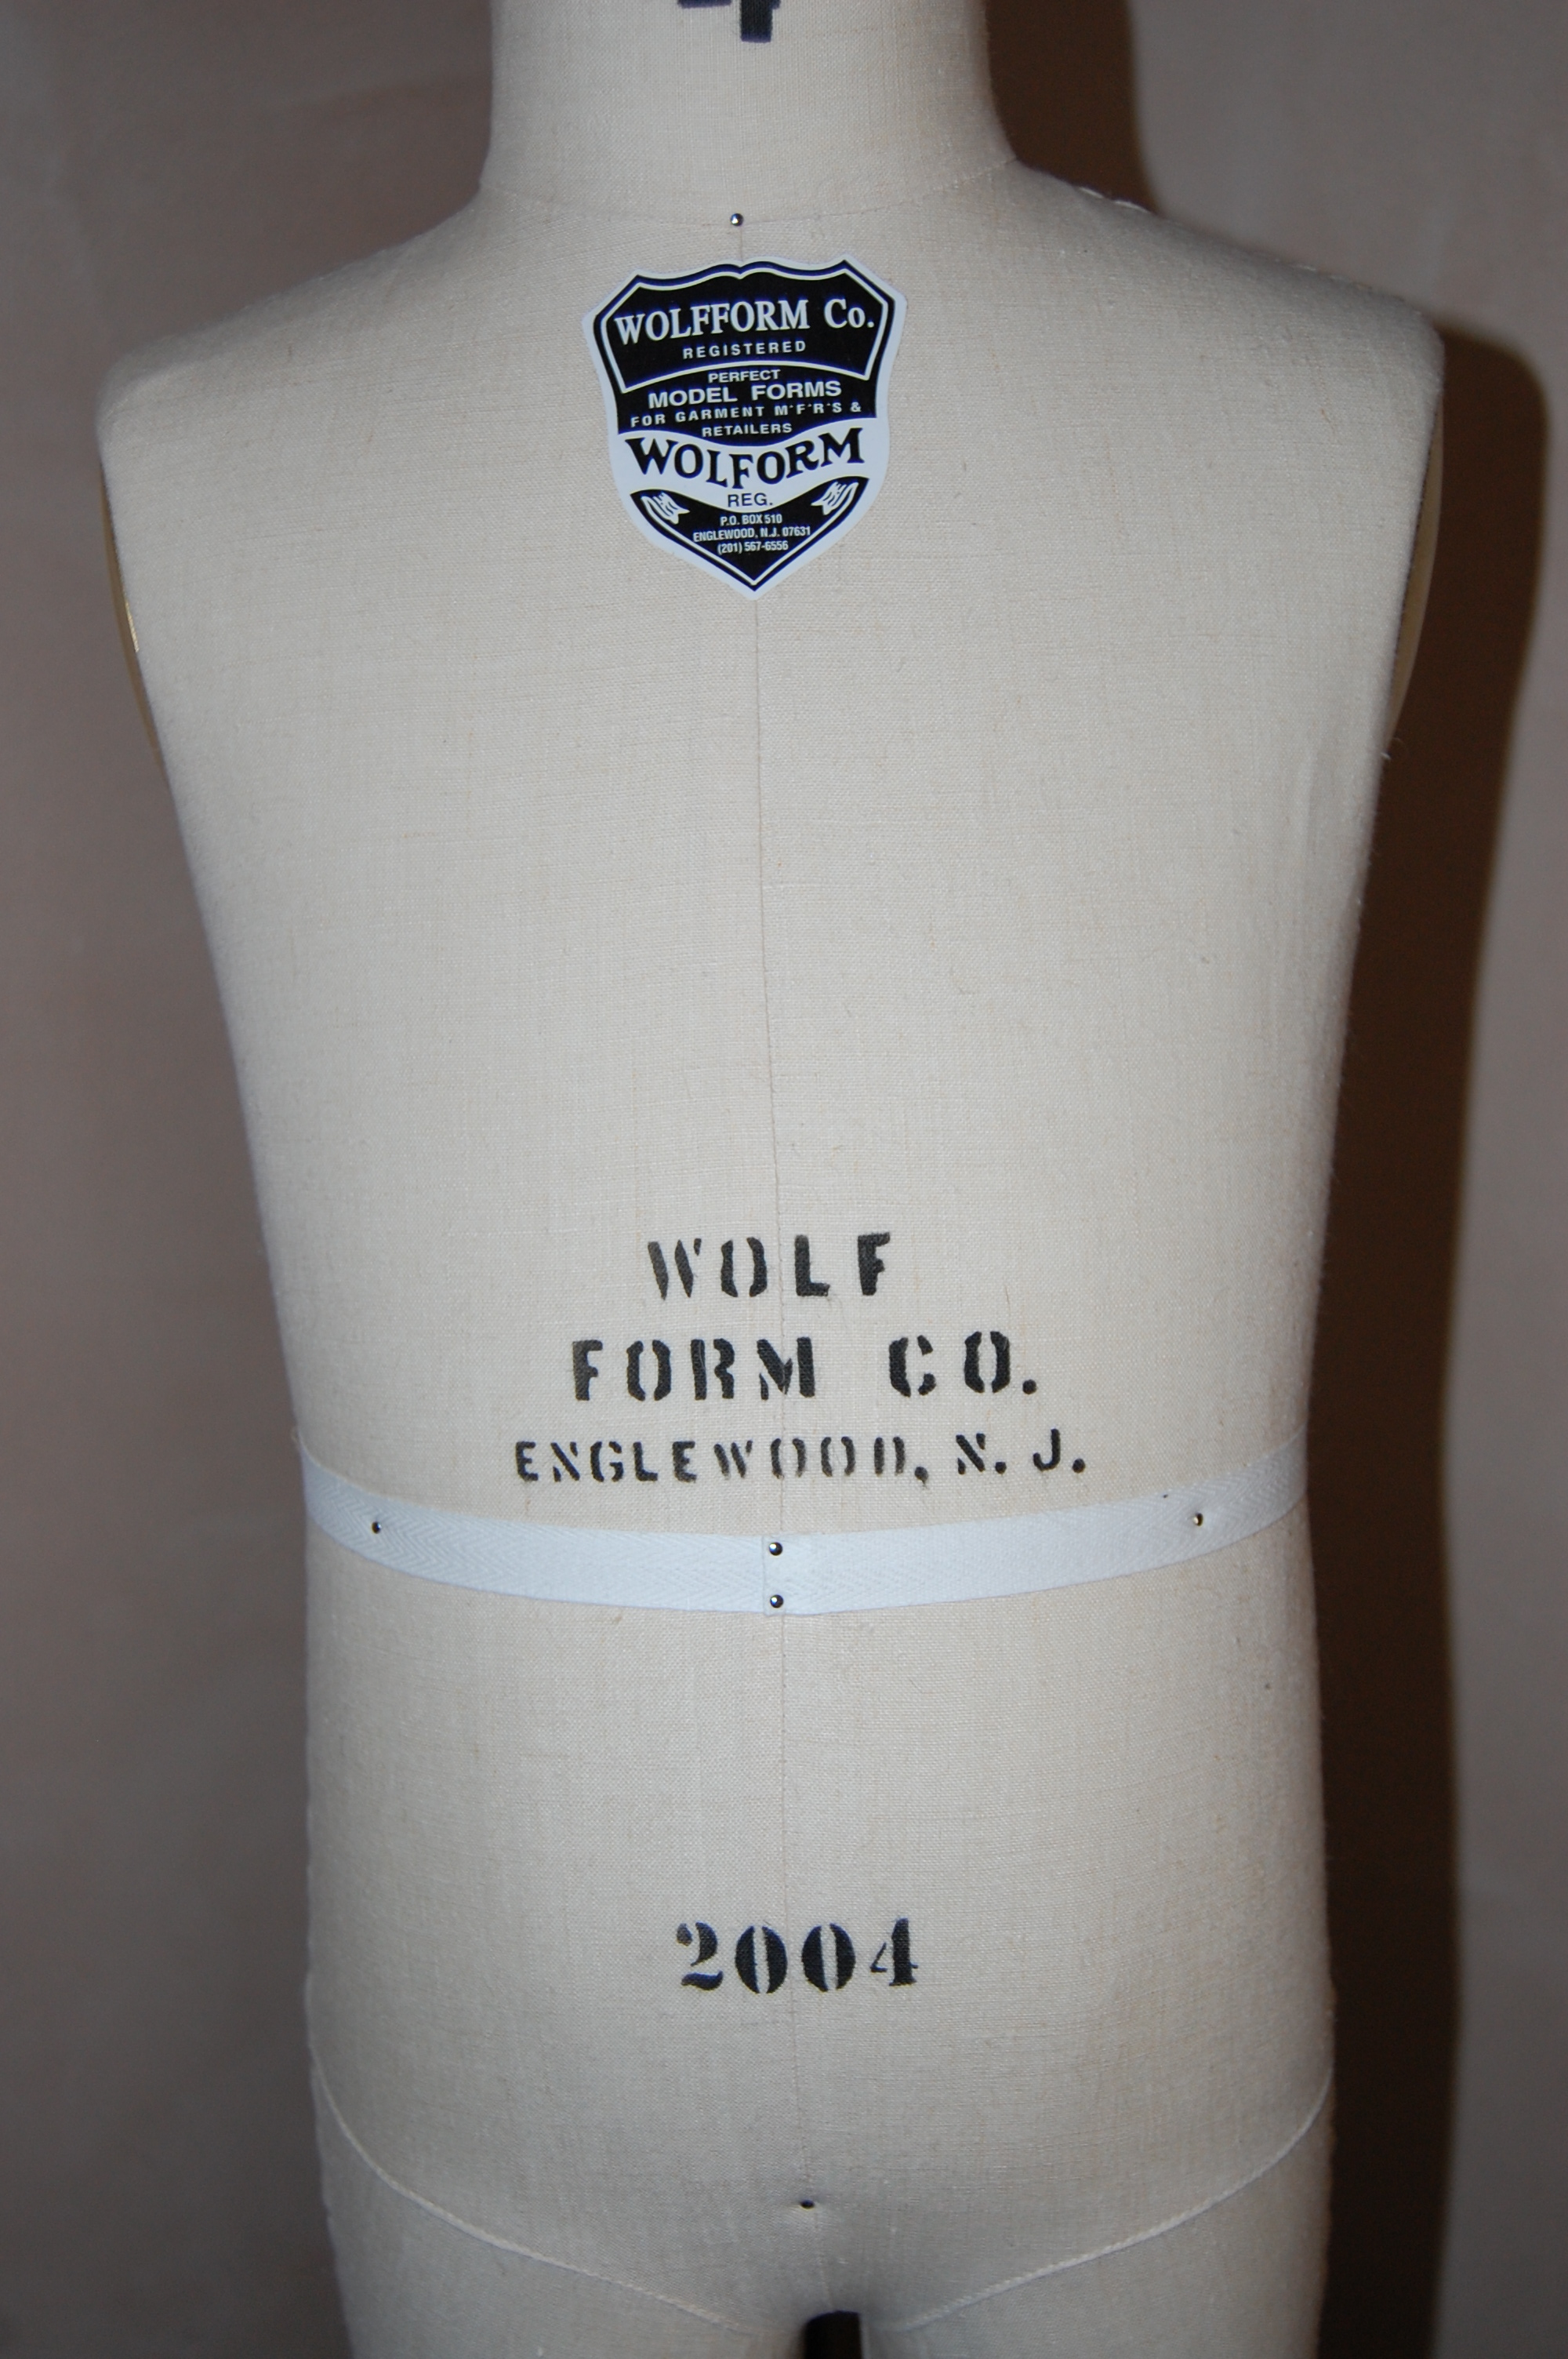 4
WOLFFORM Co.
REGISTERED
PERFECT
MODEL FORMS
FOR GARMENT M'F'R'S &
RETAILERS
WOLFORM
REG.
P.O. BOX 510
ENGLEWOOD, N.J. 07631
(201) 567-6556
WOLF
FORM CO.
ENGLEWOOD, N. J.
2004